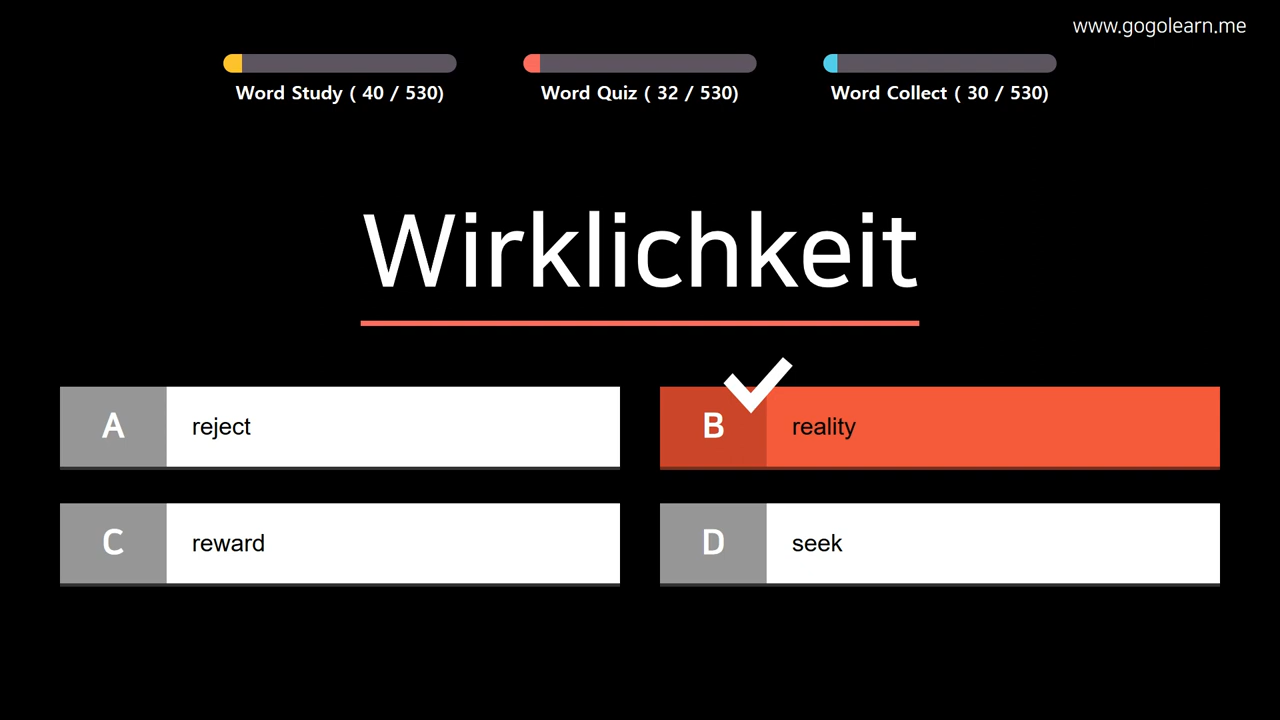 www.gogolearn.me
Word Study ( 40 / 530)
Word Quiz ( 32 / 530)
Word Collect ( 30 / 530)
Wirklichkeit
A
reject
B
reality
C
reward
D
seek